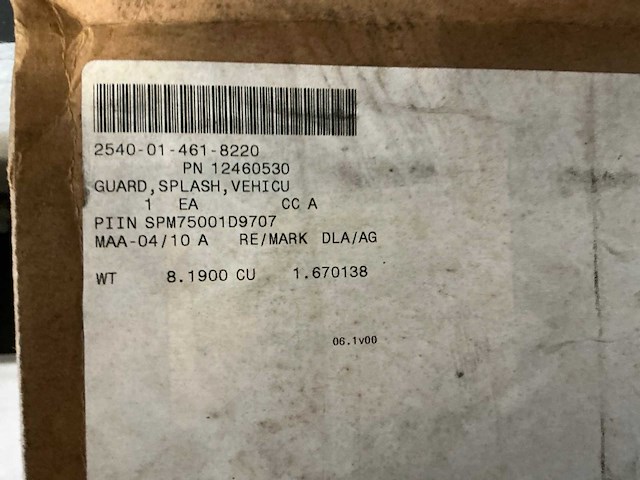 2540-01-461-8220
PN 12460530
GUARD,SPLASH,VEHICU
1 EA CC A
PIIN SPM75001D9707
MAA-04/10 A RE/MARK DLA/AG
WT 8.1900 CU 1.670138
06.1v00